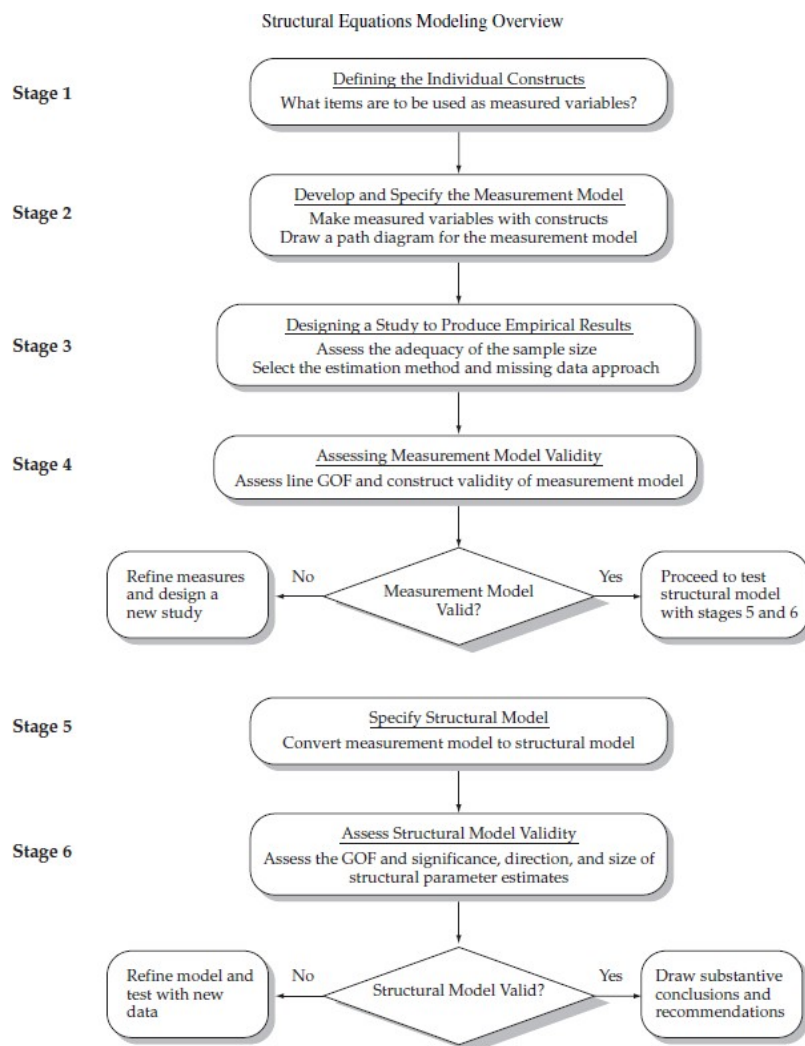 Structural Equations Modeling Overview
Stage 1
Defining the Individual Constructs
What items are to be used as measured variables?
Stage 2
Develop and Specify the Measurement Model
Make measured variables with constructs
Draw a path diagram for the measurement model
Stage 3
Designing a Study to Produce Empirical Results
Assess the adequacy of the sample size
Select the estimation method and missing data approach
Stage 4
Assessing Measurement Model Validity
Assess line GOF and construct validity of measurement model
Refine measures
and design a
new study
No
Measurement Model
Valid?
Yes
Proceed to test
structural model
with stages 5 and 6
Stage 5
Specify Structural Model
Convert measurement model to structural model
Stage 6
Assess Structural Model Validity
Assess the GOF and significance, direction, and size of
structural parameter estimates
Refine model and
test with new
data
No
Structural Model Valid?
Yes
Draw substantive
conclusions and
recommendations